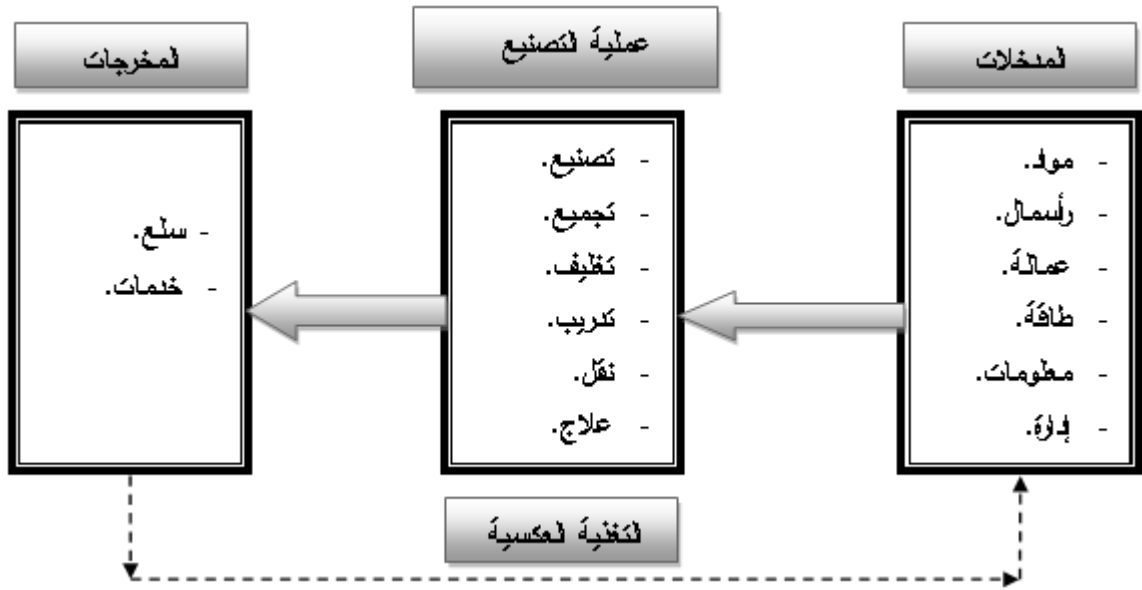 المدخلات
- مواد.
- رأسمال.
- عمالة.
- طاقة.
- معلومات.
- إدارة.
عملية التصنيع
- تصنيع.
- تجميع.
- تغليف.
- تدريب.
- نقل.
- علاج.
المخرجات
- سلع.
- خدمات.
التغذية العكسية